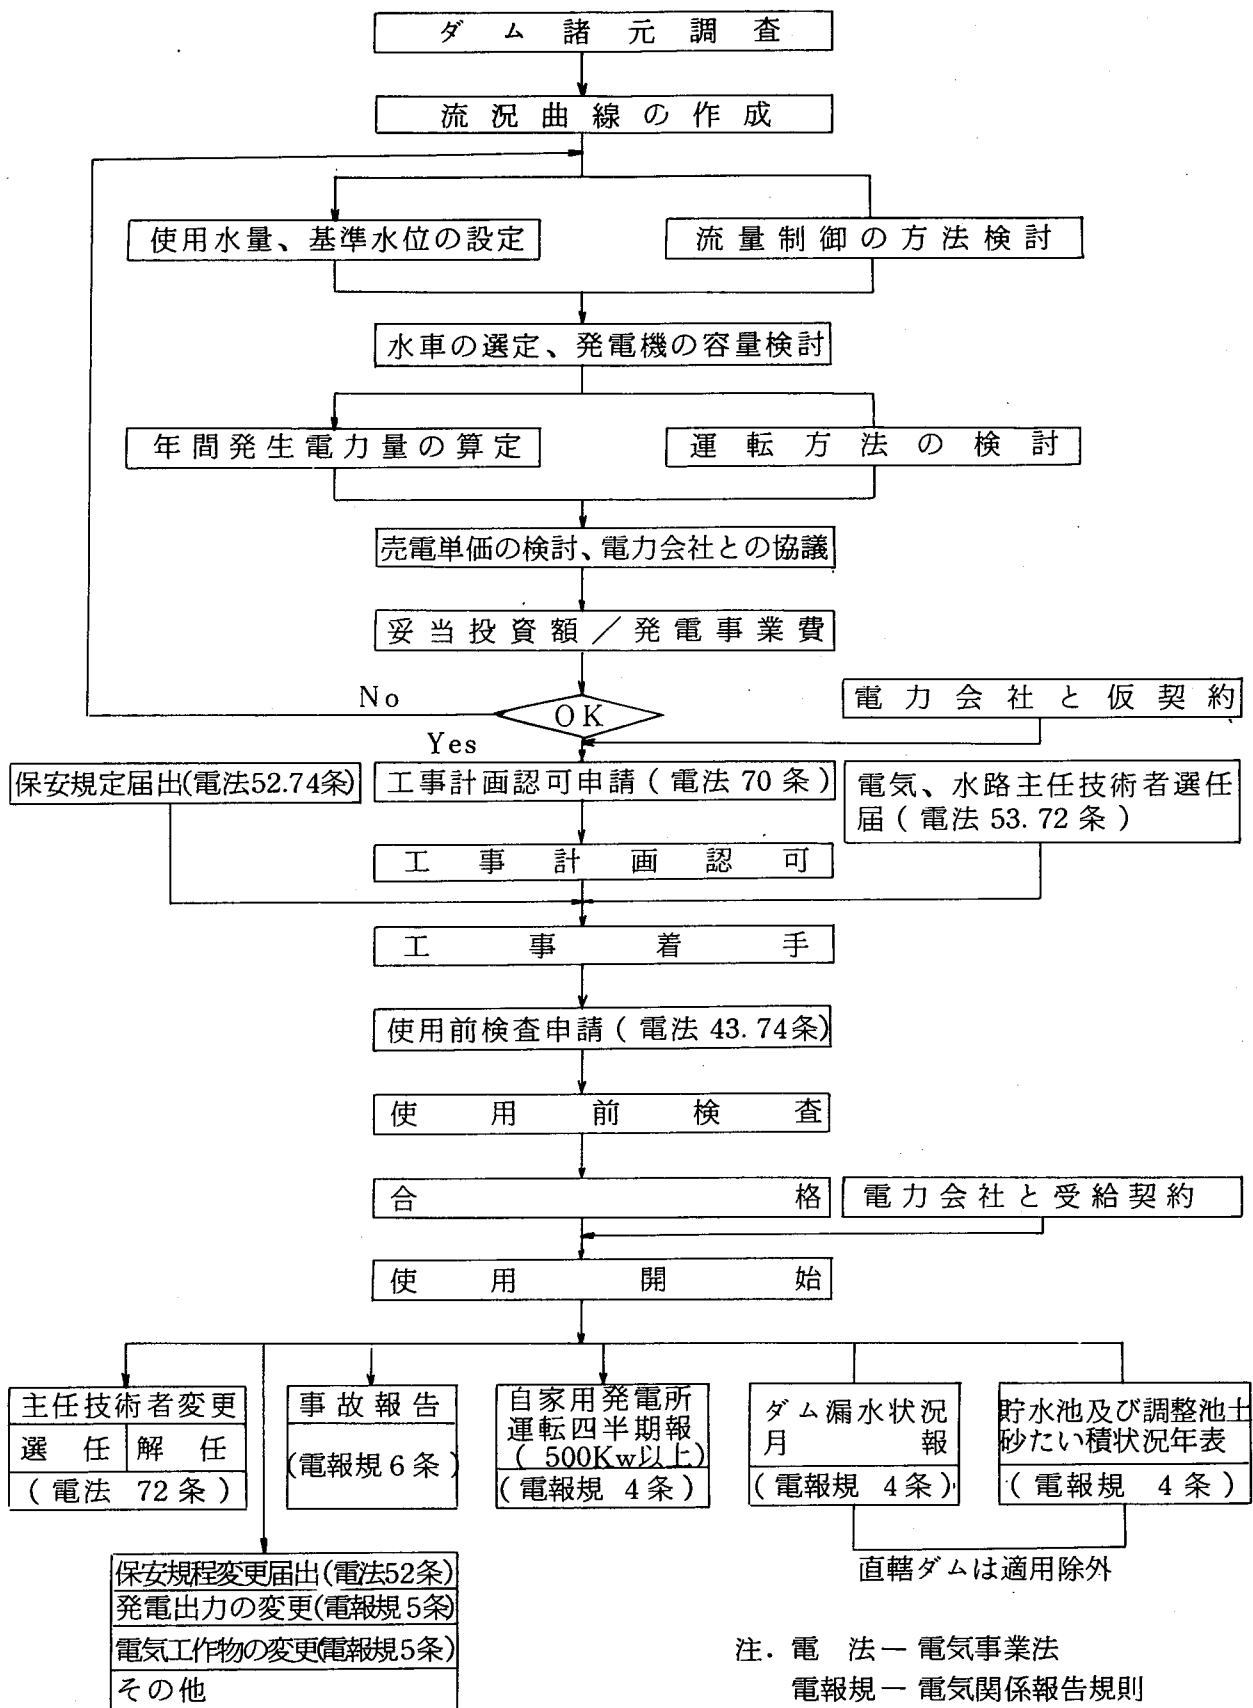 ダム諸元調査
流況曲線の作成
使用水量、基準水位の設定
流量制御の方法検討
水車の選定、発電機の容量検討
年間発生電力量の算定
運転方法の検討
売電単価の検討、電力会社との協議
妥当投資額／発電事業費
No
OK
電力会社と仮契約
Yes
保安規定届出(電法52.74条)
工事計画認可申請(電法70条)
電気、水路主任技術者選任
届(電法53.72条)
工事計画認可
工事着手
使用前検査申請(電法43.74条)
使用前検査
合格
電力会社と受給契約
使用開始
主任技術者変更
選任
解任
(電法 72条)
事故報告
(電報規6条)
自家用発電所
運転四半期報
(500Kw以上)
(電報規 4条)
ダム漏水状況
月報
(電報規 4条)
貯水池及び調整池土
砂たい積状況年表
(電報規 4条)
直轄ダムは適用除外
保安規程変更届出(電法52条)
発電出力の変更(電報規5条)
電気工作物の変更(電報規5条)
その他
注. 電 法－電気事業法
電報規－電気関係報告規則